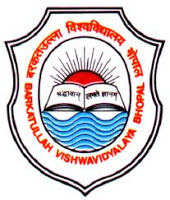 बरकतउल्ला विश्वविद्यालय भोपाल
श्रद्धावान् लभते ज्ञानम्
BARKATULLAH VISHWAVIDYALAYA BHOPAL